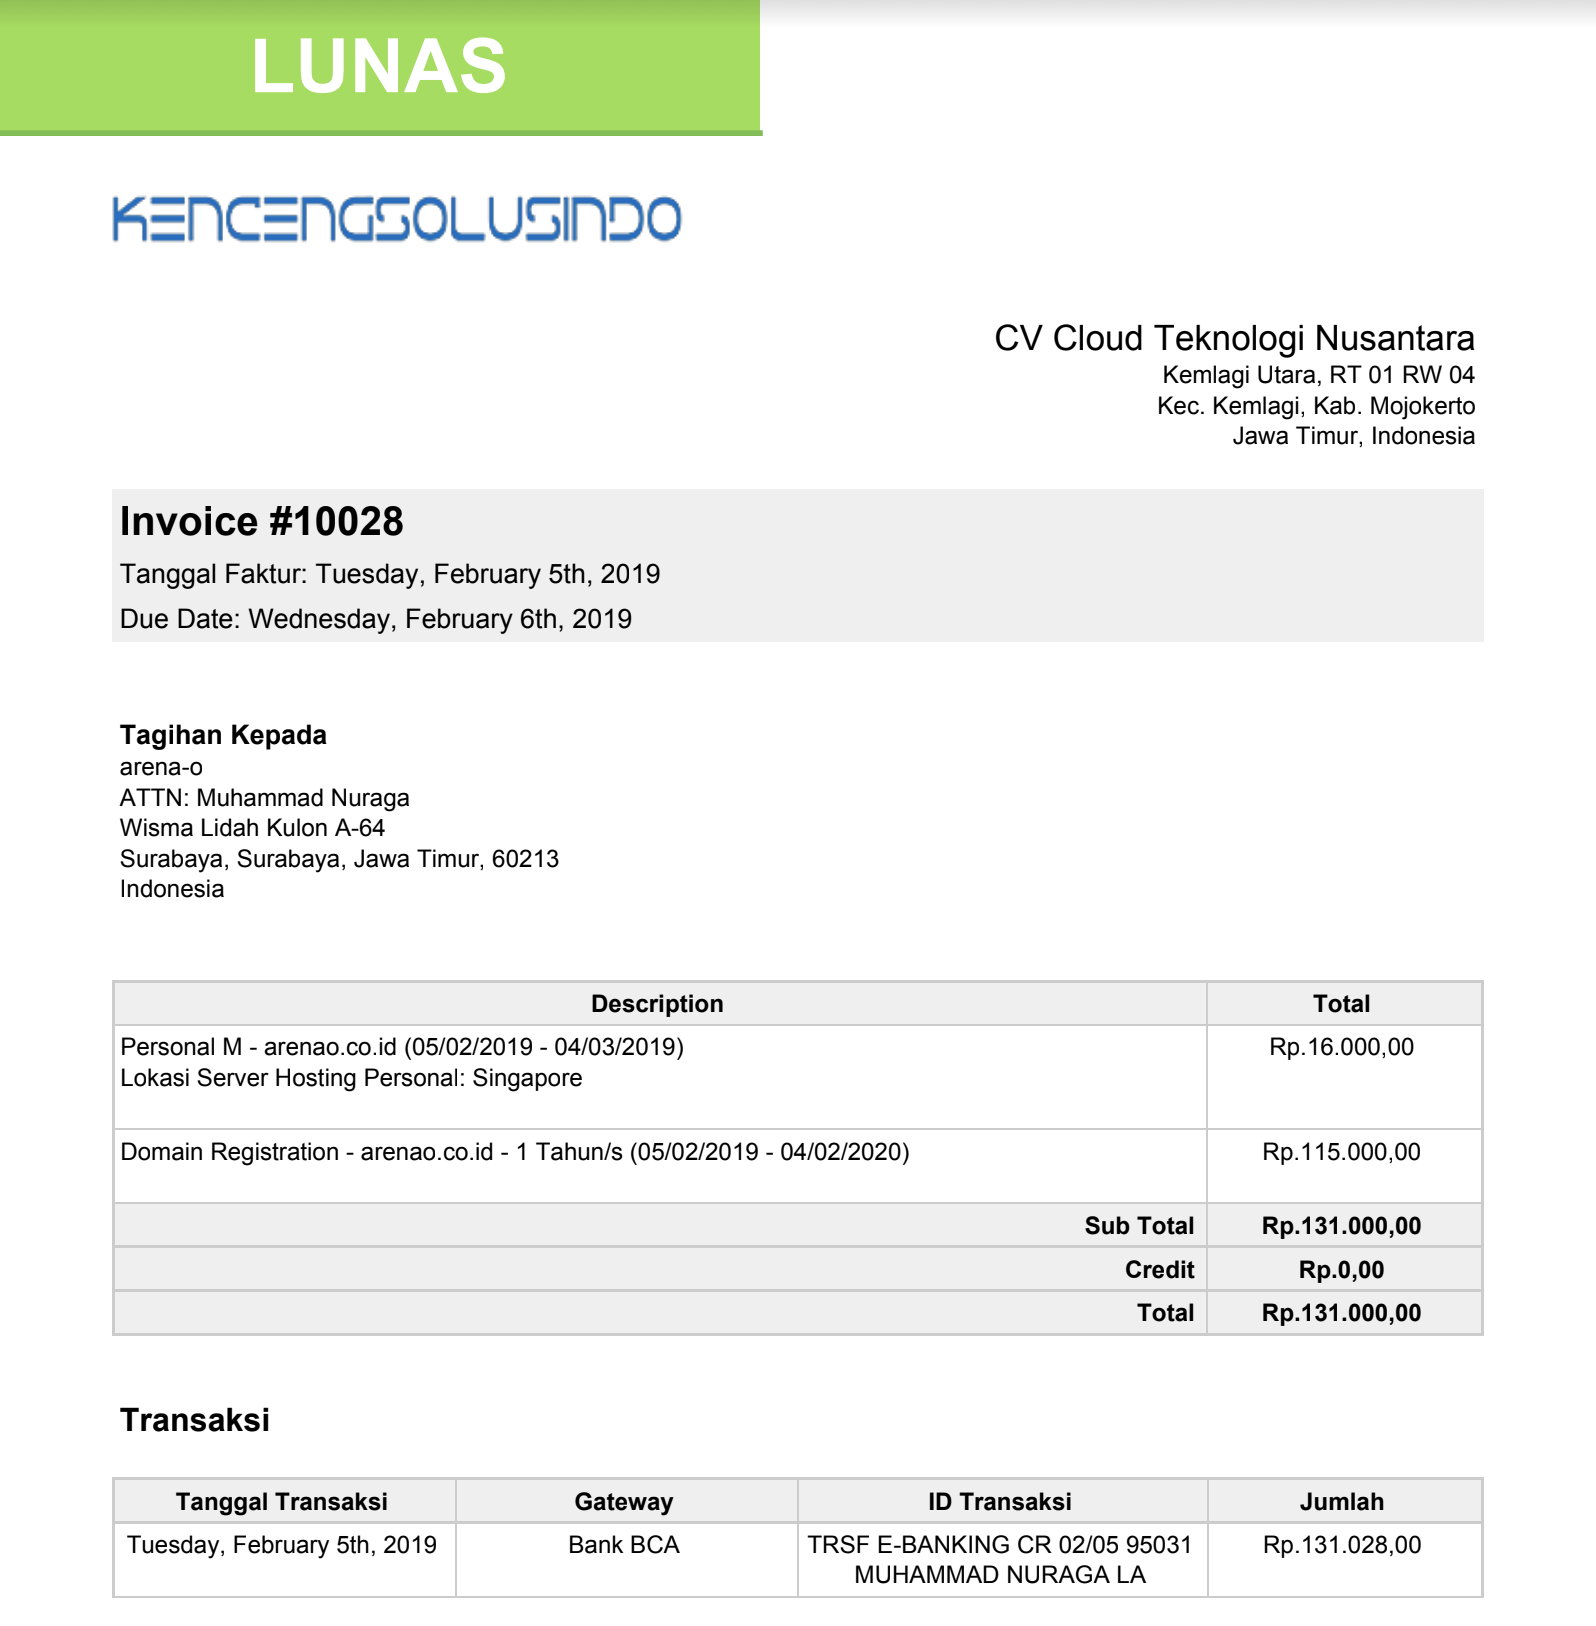 LUNAS
KENCENGSOLUSINDO
CV Cloud Teknologi Nusantara
Kemlagi Utara, RT 01 RW 04
Kec. Kemlagi, Kab. Mojokerto
Jawa Timur, Indonesia
Invoice #10028
Tanggal Faktur: Tuesday, February 5th, 2019
Due Date: Wednesday, February 6th, 2019
Tagihan Kepada
arena-o
ATTN: Muhammad Nuraga
Wisma Lidah Kulon A-64
Surabaya, Surabaya, Jawa Timur, 60213
Indonesia
Description Total
Personal M - arenao.co.id (05/02/2019 - 04/03/2019) Rp.16.000,00
Lokasi Server Hosting Personal: Singapore
Domain Registration - arenao.co.id - 1 Tahun/s (05/02/2019 - 04/02/2020) Rp.115.000,00
Sub Total Rp.131.000,00
Credit Rp.0,00
Total Rp.131.000,00
Transaksi
Tanggal Transaksi Gateway ID Transaksi Jumlah
Tuesday, February 5th, 2019 Bank BCA TRSF E-BANKING CR 02/05 95031 Rp.131.028,00
MUHAMMAD NURAGA LA